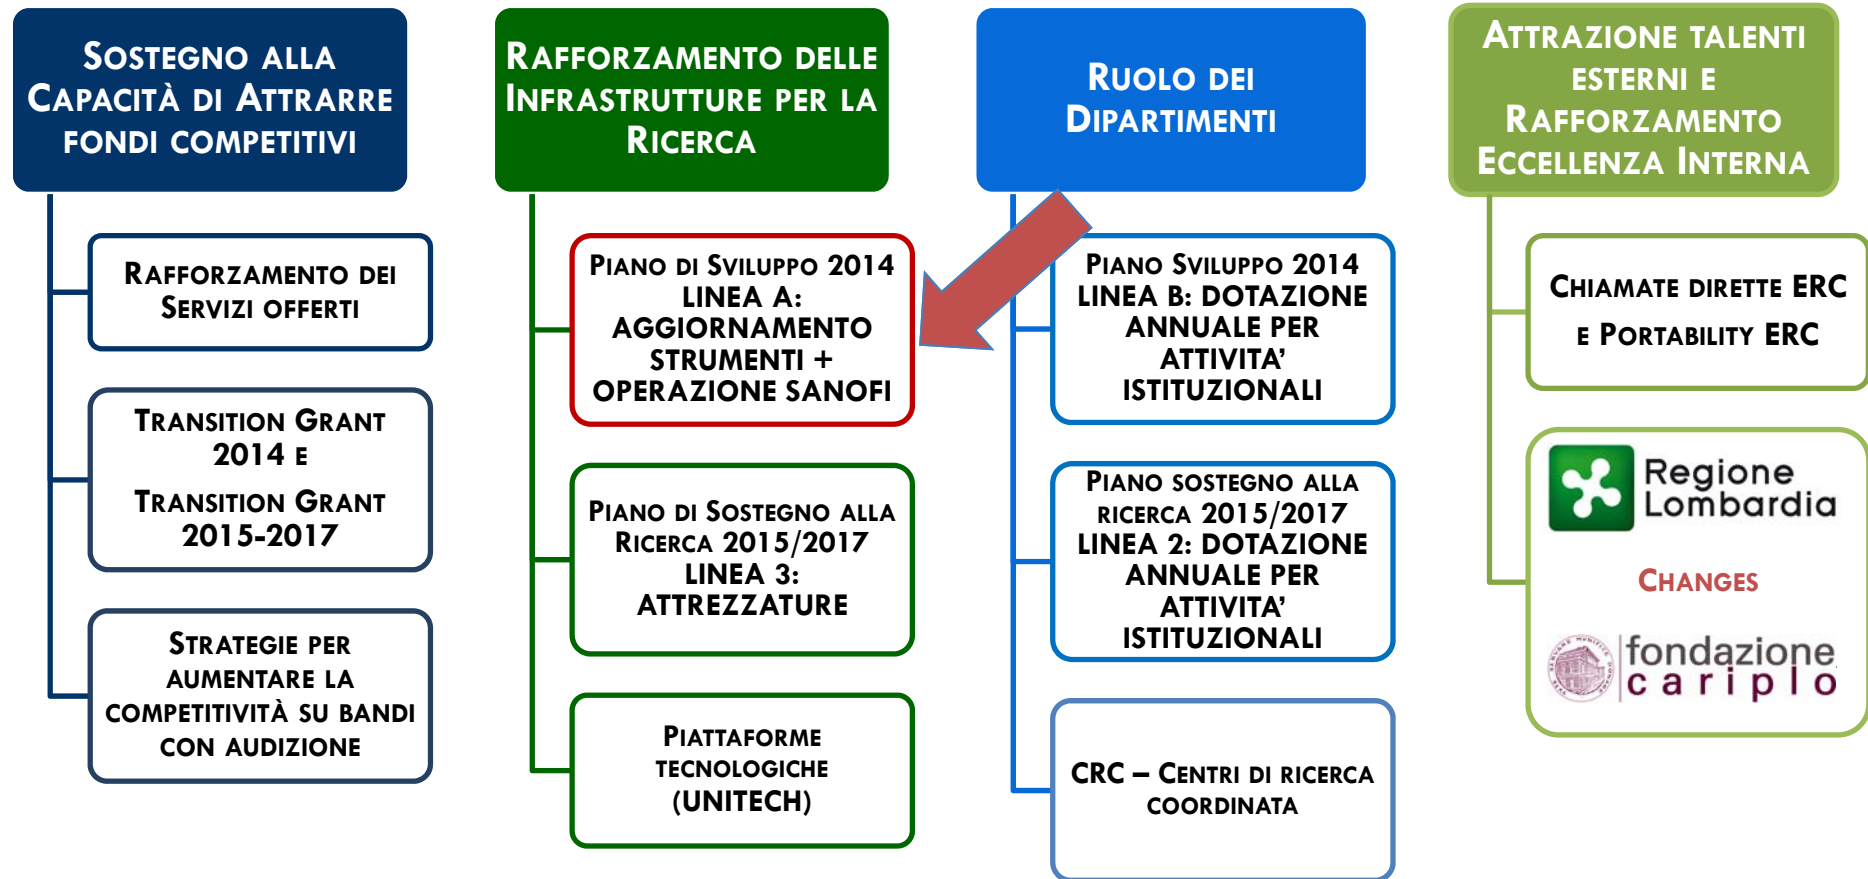 SOSTEGNO ALLA
CAPACITÀ DI ATTRARRE
FONDI COMPETITIVI
RAFFORZAMENTO DEI
SERVIZI OFFERTI
TRANSITION GRANT
2014 E
TRANSITION GRANT
2015-2017
STRATEGIE PER
AUMENTARE LA
COMPETITIVITÀ SU BANDI
CON AUDIZIONE
RAFFORZAMENTO DELLE
INFRASTRUTTURE PER LA
RICERCA
PIANO DI SVILUPPO 2014
LINEA A:
AGGIORNAMENTO
STRUMENTI +
OPERAZIONE SANOFI
PIANO DI SOSTEGNO ALLA
RICERCA 2015/2017
LINEA 3:
ATTREZZATURE
PIATTAFORME
TECNOLOGICHE
(UNITECH)
RUOLO DEI
DIPARTIMENTI
PIANO SVILUPPO 2014
LINEA B: DOTAZIONE
ANNUALE PER
ATTIVITA'
ISTITUZIONALI
PIANO SOSTEGNO ALLA
RICERCA 2015/2017
LINEA 2: DOTAZIONE
ANNUALE PER
ATTIVITA'
ISTITUZIONALI
CRC – CENTRI DI RICERCA
COORDINATA
ATTRAZIONE TALENTI
ESTERNI E
RAFFORZAMENTO
ECCELLENZA INTERNA
CHIAMATE DIRETTE ERC
E PORTABILITY ERC
Regione
Lombardia
CHANGES
fondazione
cariplo